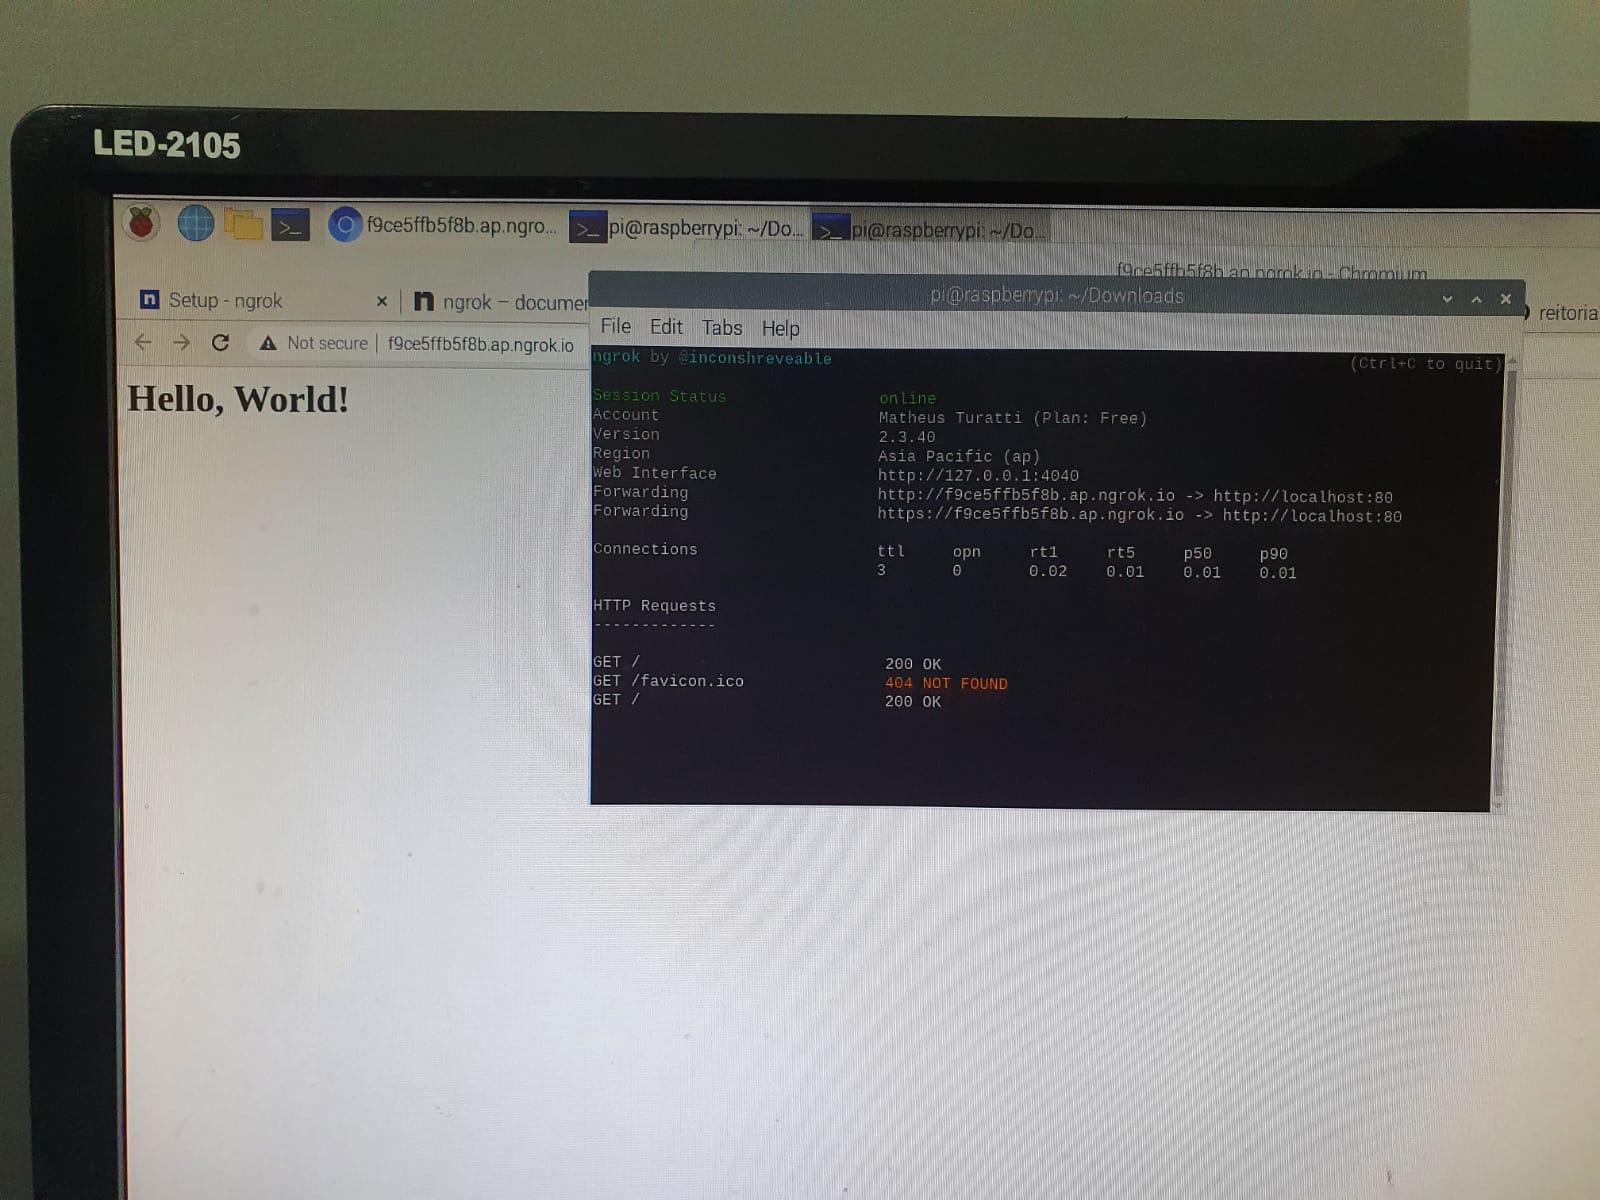 LED-2105
f9ce5ffb5f8b.ap.ngro... pi@raspberrypi: ~/Do... pi@raspberrypi: ~/Do...
f9ce5ffb5f8b.ap.ngrok.io - Chromium
Setup - ngrok × ngrok – documen
pi@raspberrypi: ~/Downloads
reitoria
File Edit Tabs Help
Not secure f9ce5ffb5f8b.ap.ngrok.io
Hello, World!
ngrok by @inconshreveable (Ctrl+C to quit)
Session Status online
Account Matheus Turatti (Plan: Free)
Version 2.3.40
Region Asia Pacific (ap)
Web Interface http://127.0.0.1:4040
Forwarding http://f9ce5ffb5f8b.ap.ngrok.io -> http://localhost:80
Forwarding https://f9ce5ffb5f8b.ap.ngrok.io -> http://localhost:80
Connections ttl opn rt1 rt5 p50 p90
3 0 0.02 0.01 0.01 0.01
HTTP Requests
-------------
GET / 200 OK
GET /favicon.ico 404 NOT FOUND
GET / 200 OK